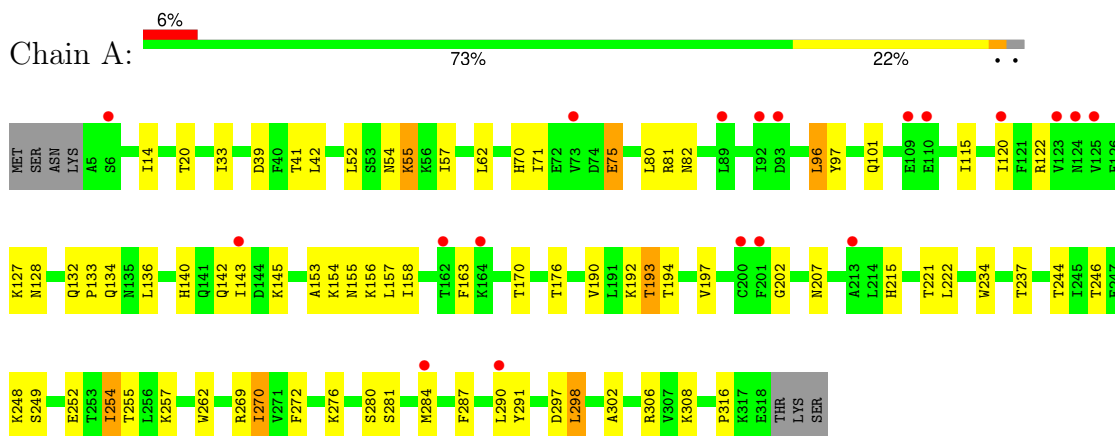 6%
Chain A:
73% 22% • •
MET SER ASN LYS A5 S6 I14 T20 I33 D39 F40 T41 L42 L52 S53 N54 K55 K56 I57 L62 H70 I71 E72 V73 D74 E75 L80 R81 N82 L89 I92 D93 L96 Y97 Q101 E109 E110 I115 I120 F121 R122 V123 N124 V125 E126
K127 N128 Q132 P133 Q134 N135 L136 H140 Q141 Q142 I143 D144 K145 A153 K154 N155 K156 L157 I158 T162 F163 K164 T170 T176 V190 L191 K192 T193 T194 V197 C200 F201 G202 N207 A213 L214 H215 T221 L222 W234 T237 T244 I245 T246 E247
K248 S249 E252 T253 I254 T255 L256 K257 W262 R269 I270 V271 F272 K276 S280 S281 M284 F287 L290 Y291 D297 L298 A302 R306 V307 K308 P316 K317 E318 THR LYS SER